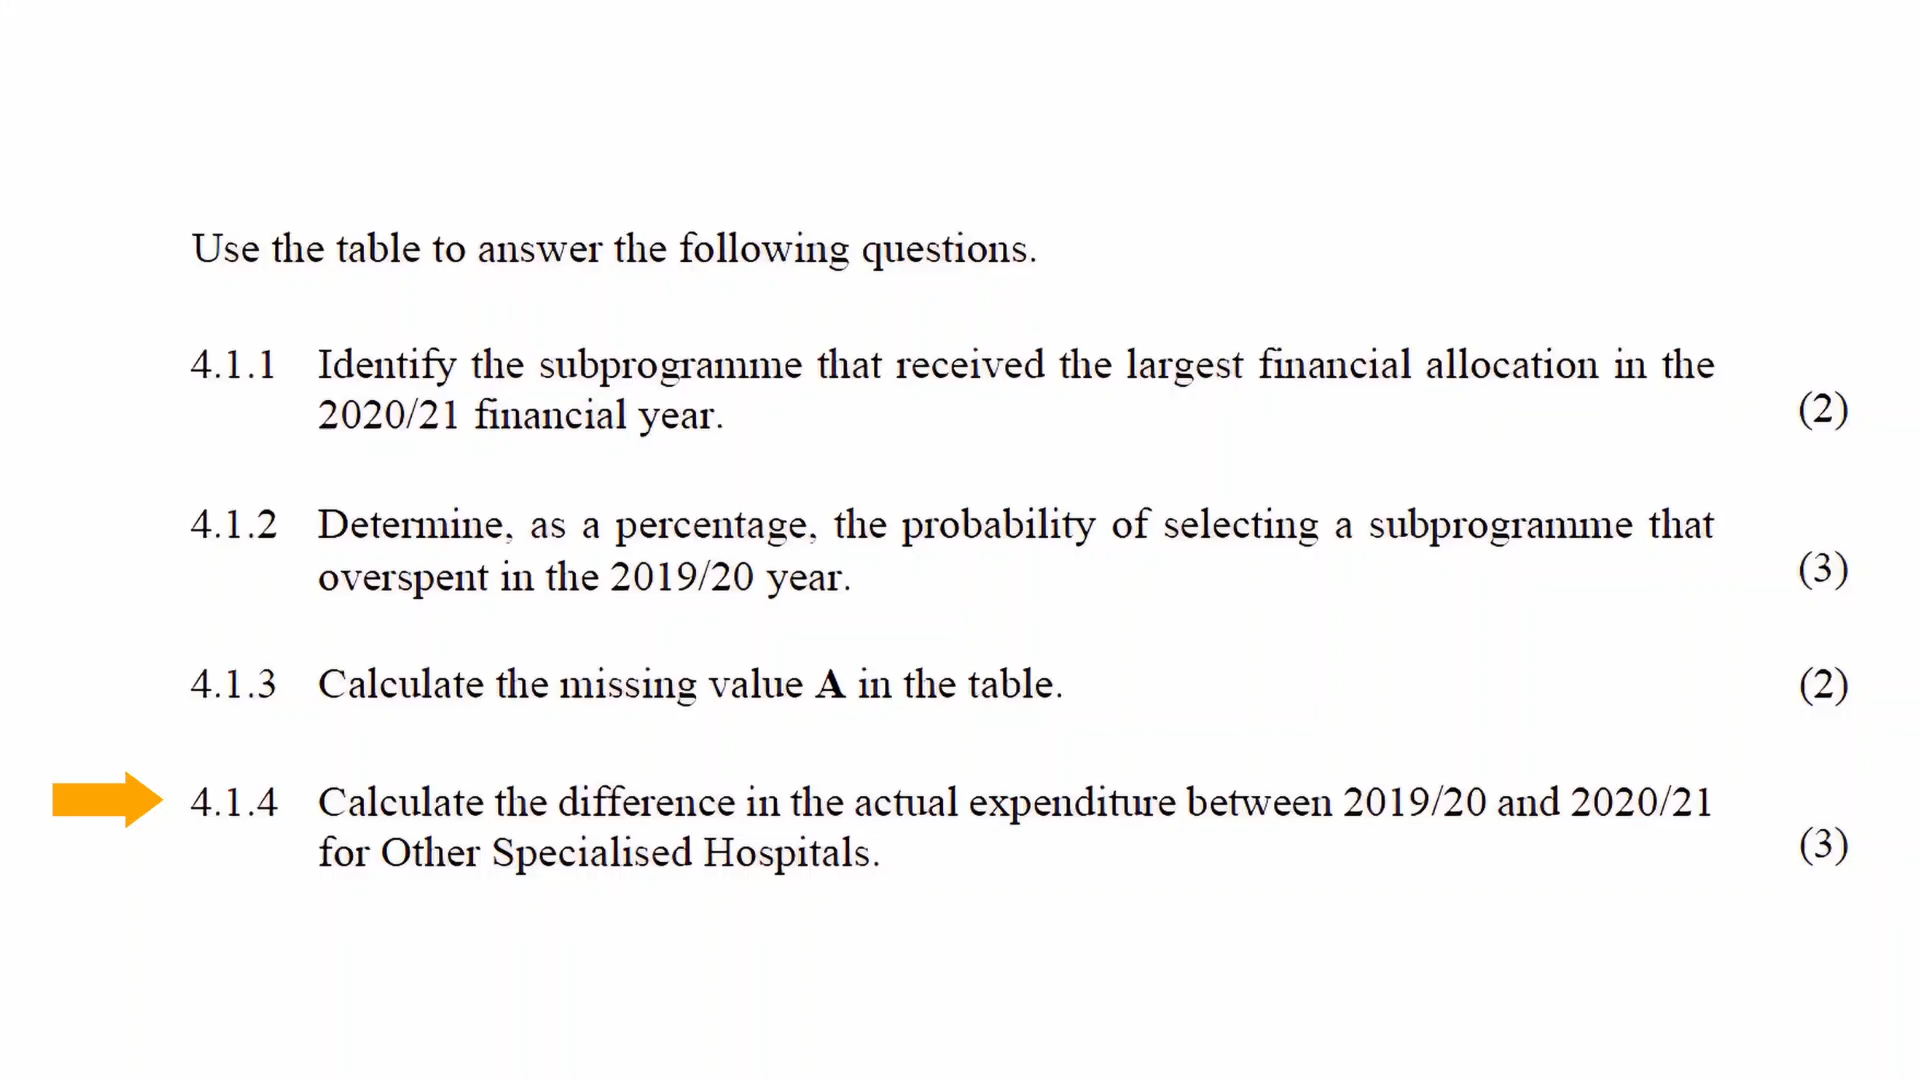 Use the table to answer the following questions.
4.1.1 Identify the subprogramme that received the largest financial allocation in the
2020/21 financial year. (2)
4.1.2 Determine, as a percentage, the probability of selecting a subprogramme that
overspent in the 2019/20 year. (3)
4.1.3 Calculate the missing value A in the table. (2)
4.1.4 Calculate the difference in the actual expenditure between 2019/20 and 2020/21
for Other Specialised Hospitals. (3)